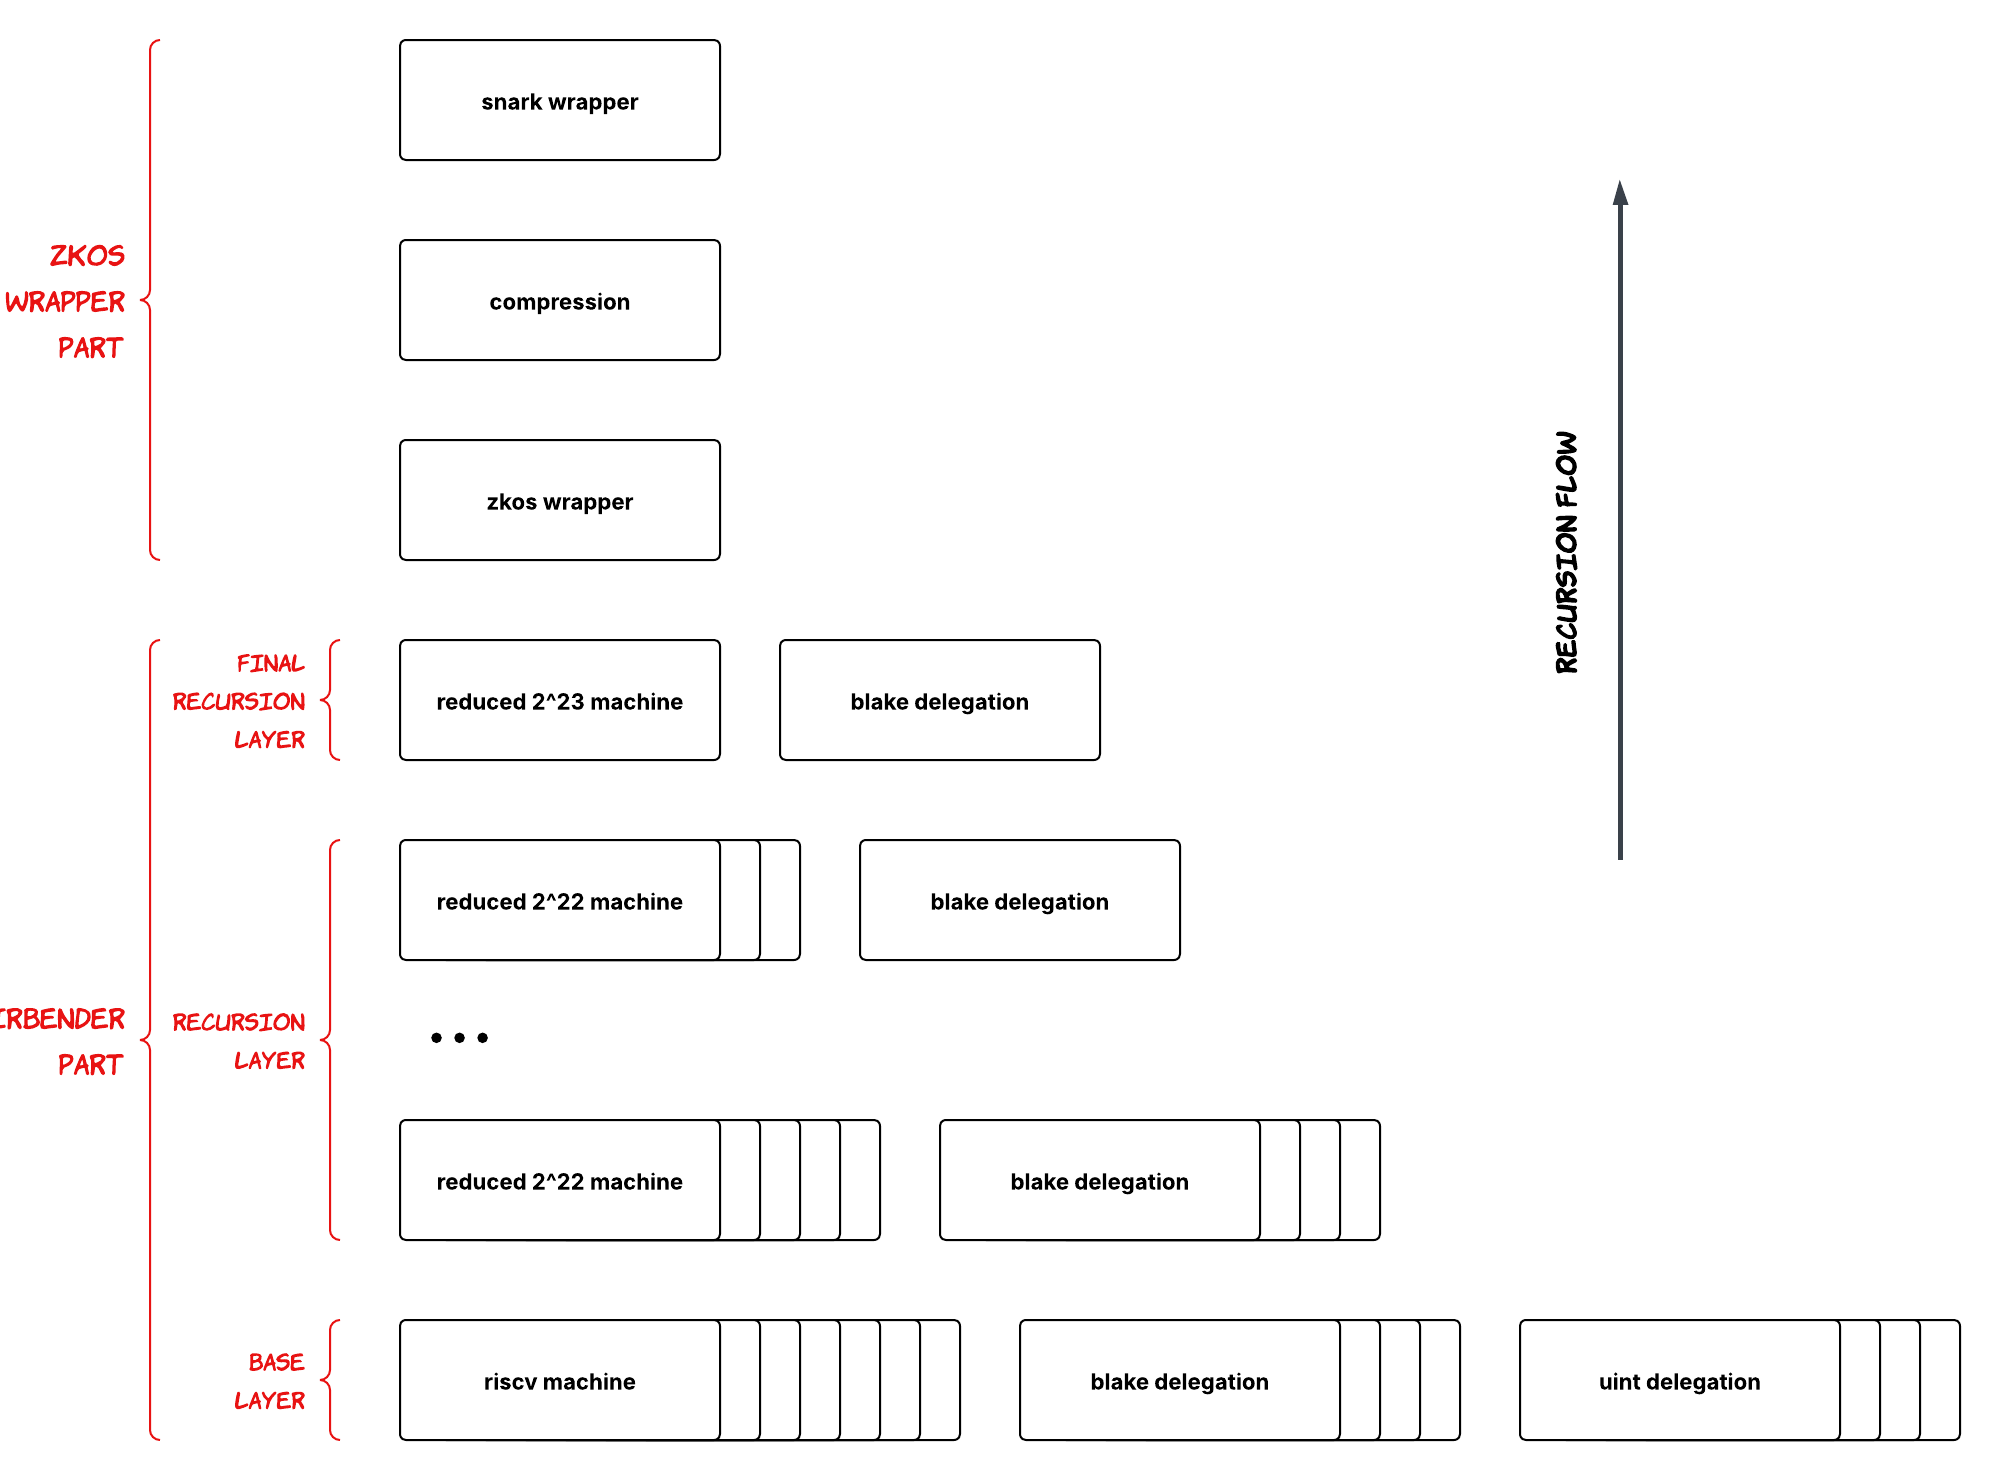 snark wrapper
ZKOS
WRAPPER
PART
compression
zkos wrapper
RECURSION FLOW
FINAL
RECURSION
LAYER
reduced 2^23 machine
blake delegation
reduced 2^22 machine
blake delegation
IRBENDER
PART
RECURSION
LAYER
•••
reduced 2^22 machine
blake delegation
BASE
LAYER
riscv machine
blake delegation
uint delegation